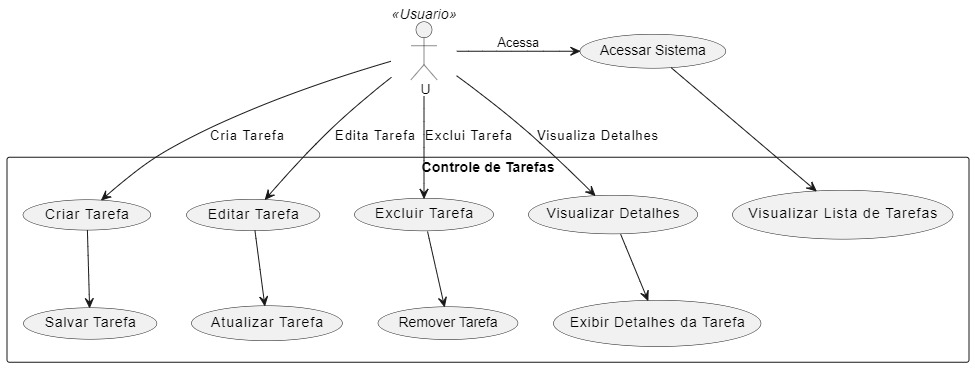 «Usuario»
U
Acessa
Acessar Sistema
Cria Tarefa
Edita Tarefa
Exclui Tarefa
Visualiza Detalhes
Controle de Tarefas
Criar Tarefa
Editar Tarefa
Excluir Tarefa
Visualizar Detalhes
Visualizar Lista de Tarefas
Salvar Tarefa
Atualizar Tarefa
Remover Tarefa
Exibir Detalhes da Tarefa